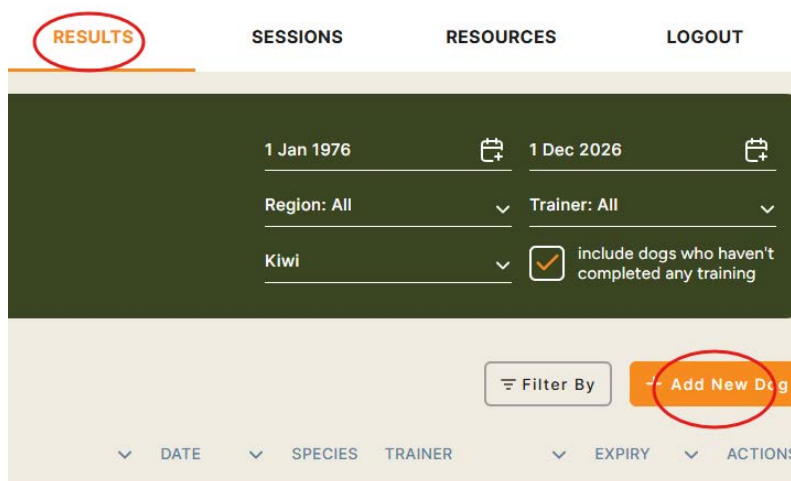 RESULTS SESSIONS RESOURCES LOGOUT
1 Jan 1976 1 Dec 2026
Region: All Trainer: All
Kiwi include dogs who haven't
completed any training
Filter By + Add New Dog
DATE SPECIES TRAINER EXPIRY ACTIONS